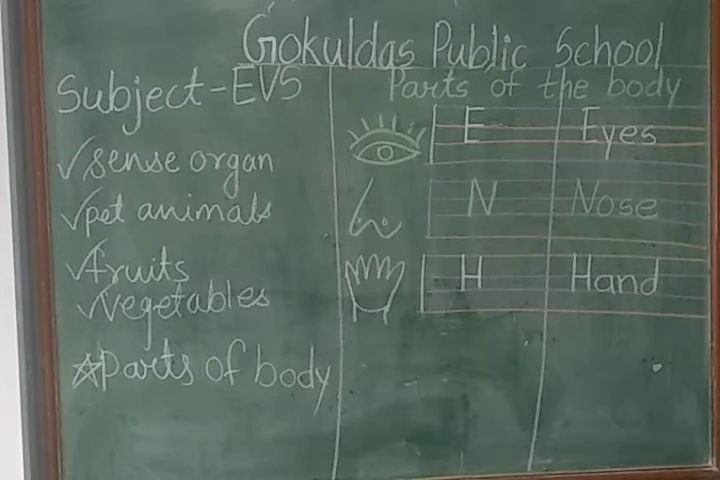 Gokuldas Public School
Subject-EVS
✓sense organ
✓pet animals
✓fruits
✓Vegetables
☆Parts of body
Parts of the body
E Eyes
N Nose
H Hand